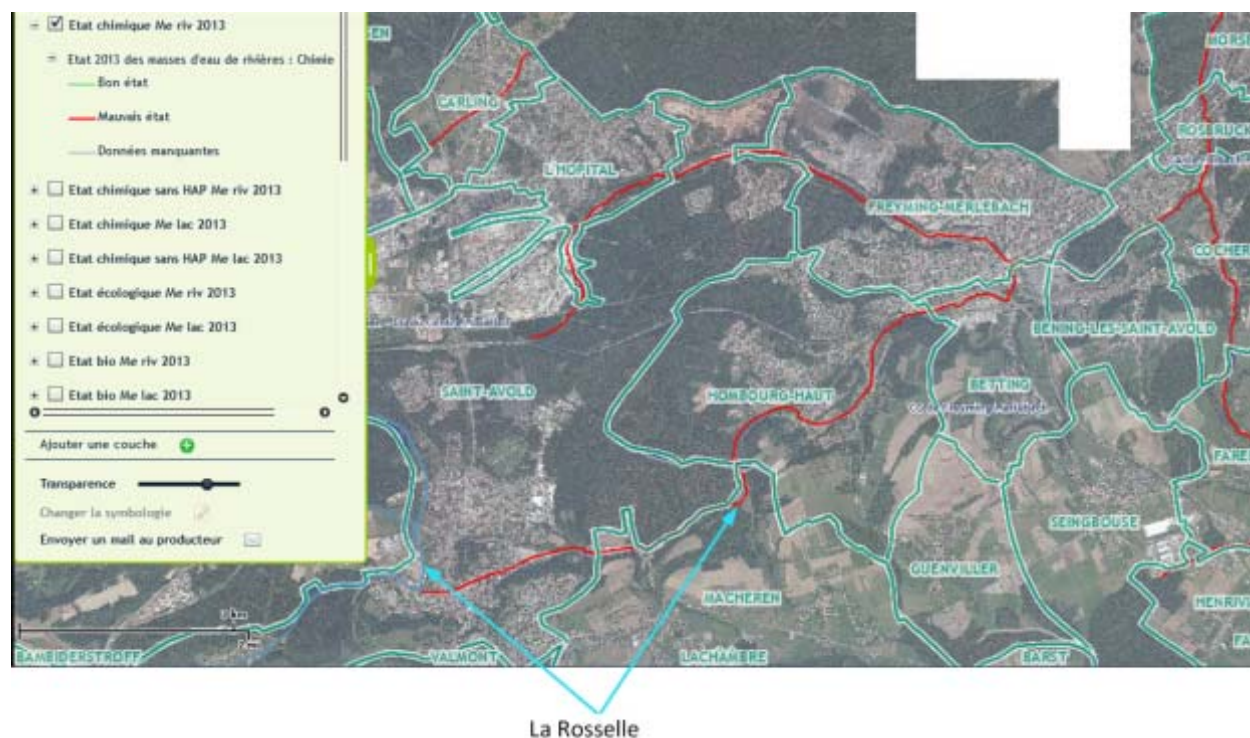 Etat chimique Me riv 2013
Etat 2013 des masses d'eau de rivières : Chimie
Bon état
Mauvais état
Données manquantes
Etat chimique sans HAP Me riv 2013
Etat chimique Me lac 2013
Etat chimique sans HAP Me lac 2013
Etat écologique Me riv 2013
Etat écologique Me lac 2013
Etat bio Me riv 2013
Etat bio Me lac 2013
Ajouter une couche
Transparence
Changer la symbologie
Envoyer un mail au producteur
CARLING
L'HOPITAL
FREYMING-MERLEBACH
ROSBRUCK
BENING-LES-SAINT-AVOLD
SAINT-AVOLD
HOMBOURG-HAUT
BETTING
SEINGBOUSE
GUENVILLER
MACHEREN
BAMBIDERSTROFF
VALMONT
LACHAMBRE
BARST
La Rosselle